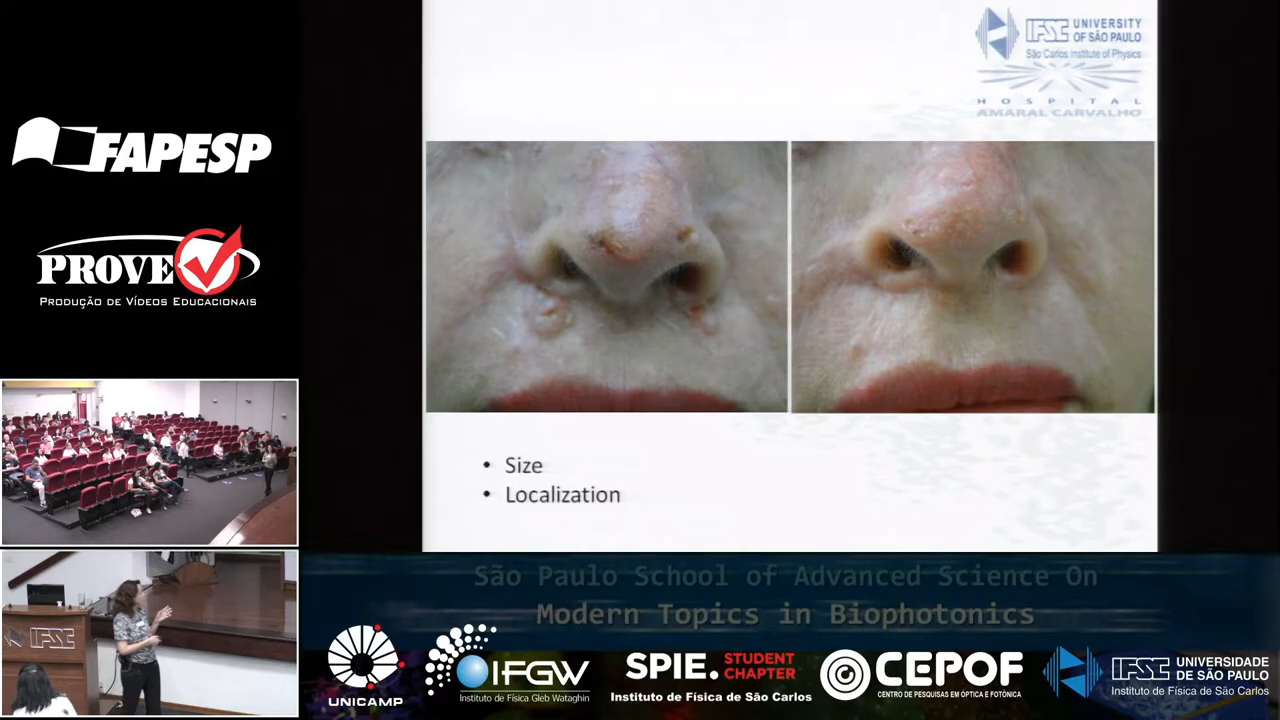 IFSC UNIVERSITY
OF SÃO PAULO
São Carlos Institute of Physics
HOSPITAL
AMARAL CARVALHO
FAPESP
PROVE
PRODUÇÃO DE VÍDEOS EDUCACIONAIS
• Size
• Localization
IFSC
São Paulo School of Advanced Science On
Modern Topics in Biophotonics
UNICAMP
IFGW
Instituto de Física Gleb Wataghin
SPIE. STUDENT
CHAPTER
Instituto de Física de São Carlos
CEPOF
CENTRO DE PESQUISAS EM ÓPTICA E FOTÔNICA
IFSC UNIVERSIDADE
DE SÃO PAULO
Instituto de Física de São Carlos